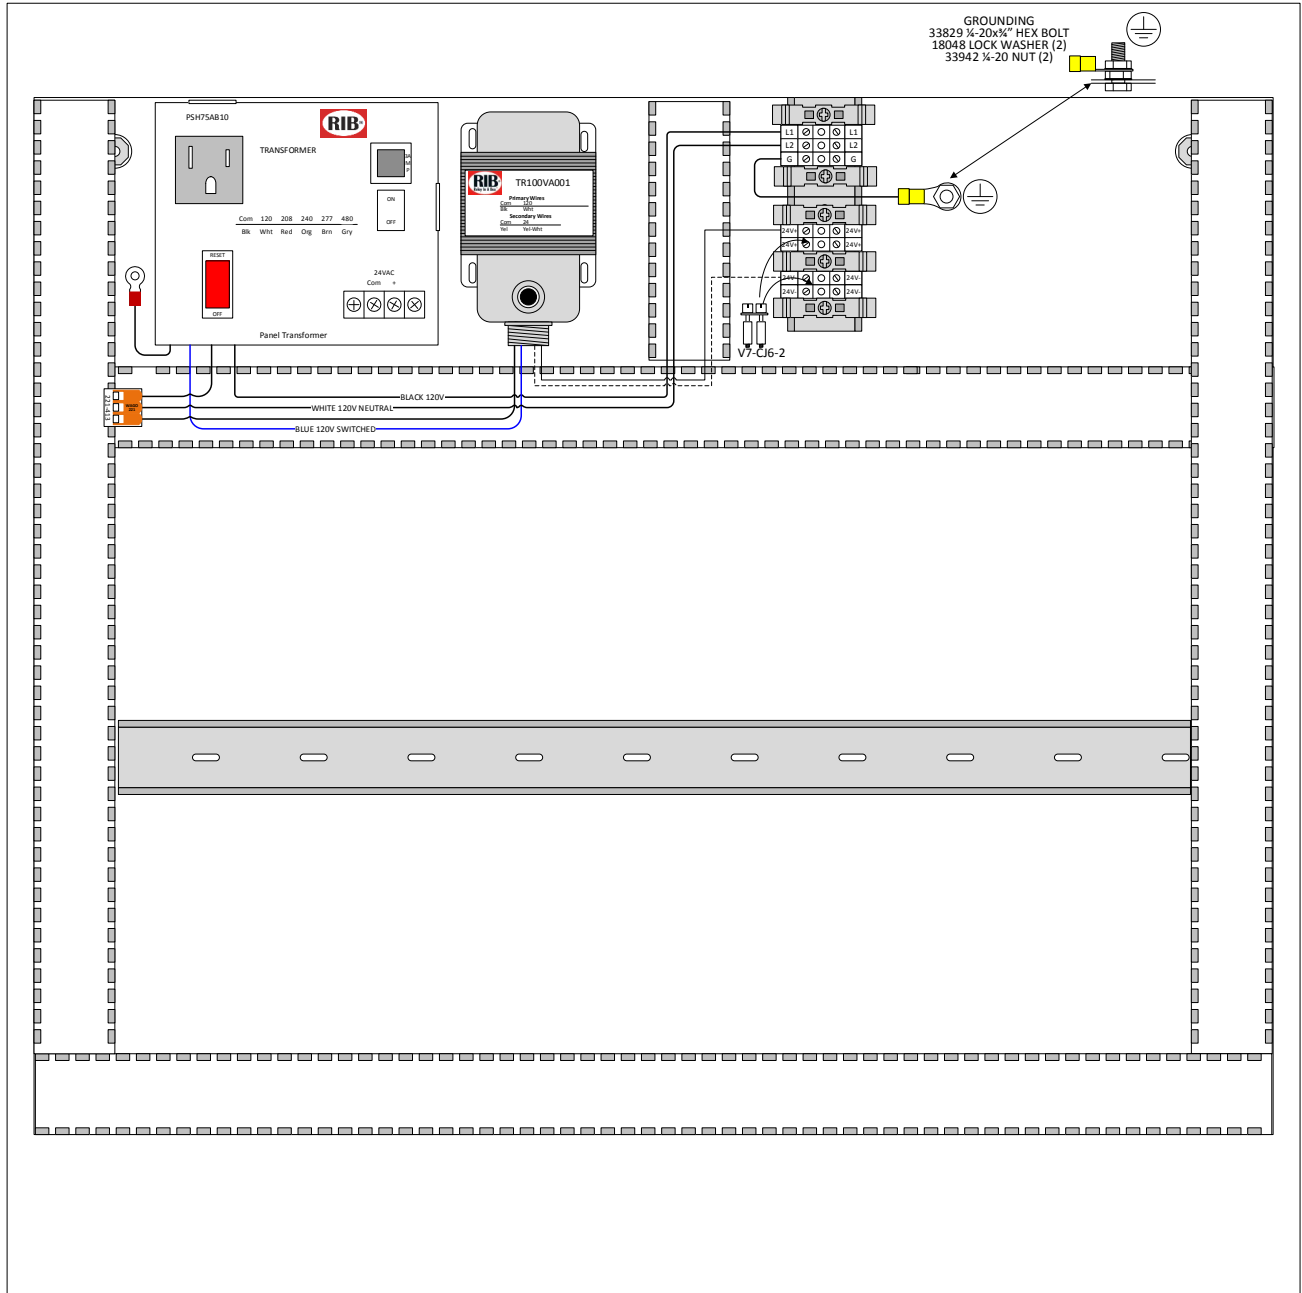 GROUNDING
33829 ¼-20x¾” HEX BOLT
18048 LOCK WASHER (2)
33942 ¼-20 NUT (2)
PSH75AB10
RIB
TRANSFORMER
ON
OFF
Com 120 208 240 277 480
Blk Wht Red Org Brn Gry
RESET
OFF
24VAC
Com +
Panel Transformer
RIB
TR100VA001
Primary Wires
Com 120
Blk Wht
Secondary Wires
Com 24
Yel Yel-Wht
L1 L1
L2 L2
G G
24V+ 24V+
24V+ 24V+
24V- 24V-
24V- 24V-
V7-CJ6-2
221-413
BLACK 120V
WHITE 120V NEUTRAL
BLUE 120V SWITCHED